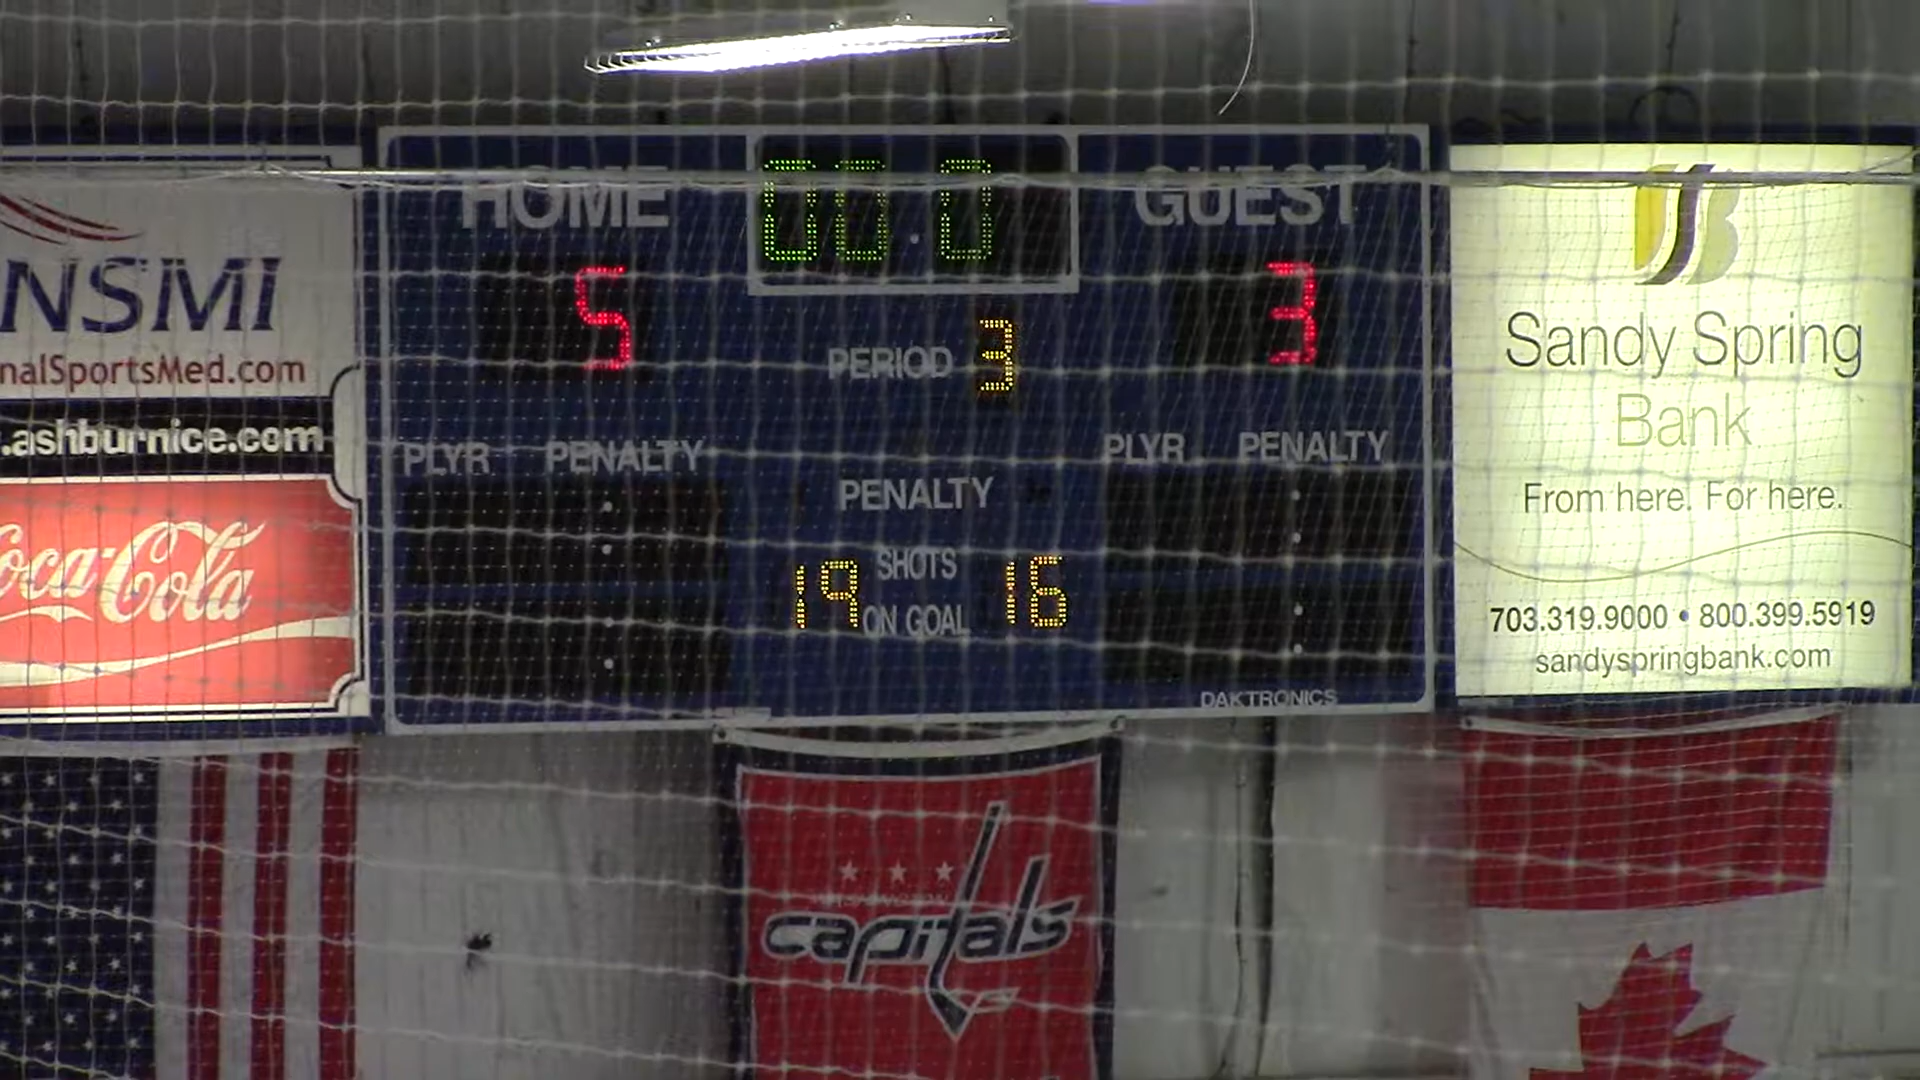 HOME
00.0
GUEST
5
3
PERIOD 3
PLYR PENALTY
PLYR PENALTY
PENALTY
19 SHOTS 16
ON GOAL
DAKTRONICS
NSMI
nalSportsMed.com
.ashburnice.com
Coca-Cola
Sandy Spring
Bank
From here. For here.
703.319.9000 • 800.399.5919
sandyspringbank.com
capitals